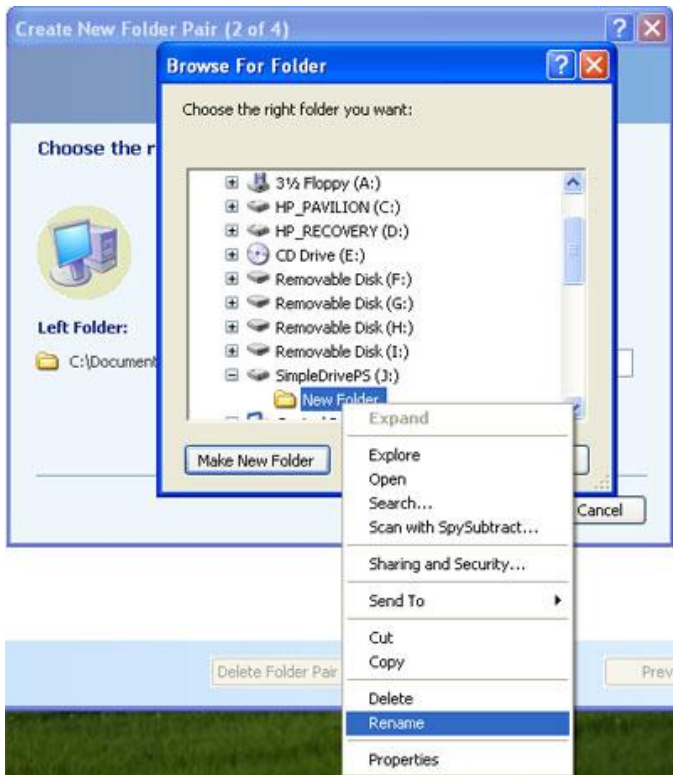 Create New Folder Pair (2 of 4)
Browse For Folder
Choose the right folder you want:
Choose the r
3½ Floppy (A:)
HP_PAVILION (C:)
HP_RECOVERY (D:)
CD Drive (E:)
Removable Disk (F:)
Removable Disk (G:)
Removable Disk (H:)
Removable Disk (I:)
SimpleDrivePS (J:)
New Folder
Left Folder:
C:\Document
Make New Folder
Cancel
Expand
Explore
Open
Search...
Scan with SpySubtract...
Sharing and Security...
Send To
Cut
Copy
Delete
Rename
Properties
Delete Folder Pair
Prev